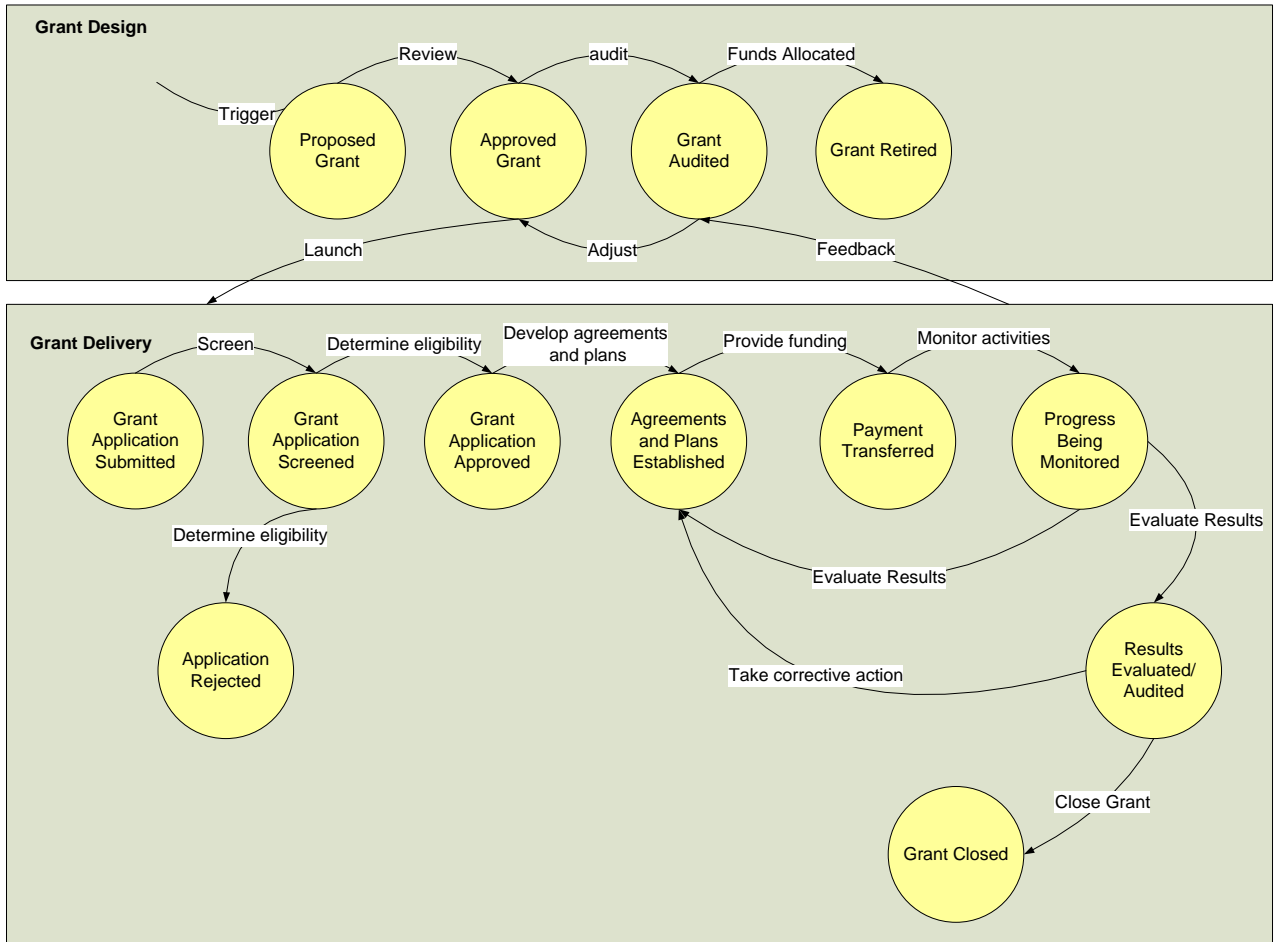 Grant Design
Review
audit
Funds Allocated
Trigger
Proposed
Grant
Approved
Grant
Grant
Audited
Grant Retired
Launch
Adjust
Feedback
Grant Delivery
Screen
Determine eligibility
Develop agreements
and plans
Provide funding
Monitor activities
Grant
Application
Submitted
Grant
Application
Screened
Grant
Application
Approved
Agreements
and Plans
Established
Payment
Transferred
Progress
Being
Monitored
Determine eligibility
Evaluate Results
Evaluate Results
Application
Rejected
Take corrective action
Results
Evaluated/
Audited
Close Grant
Grant Closed